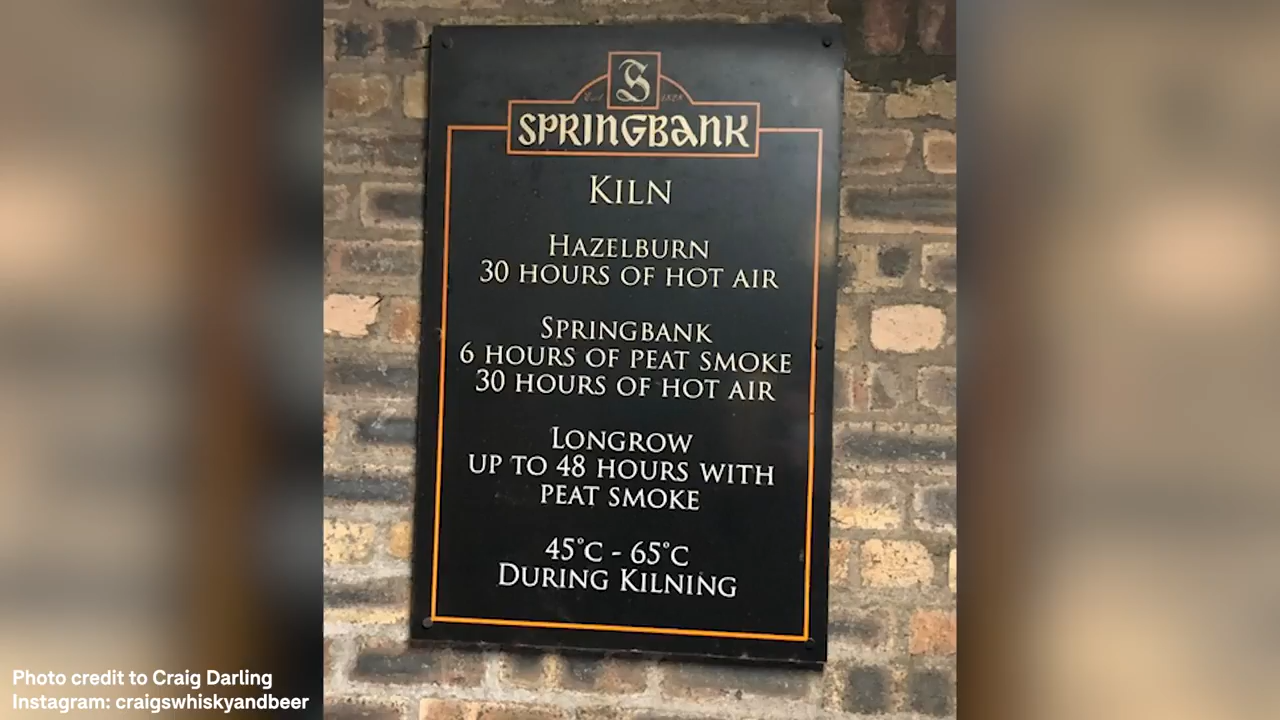 Est 1828
S
SPRINGBANK
KILN
HAZELBURN
30 HOURS OF HOT AIR
SPRINGBANK
6 HOURS OF PEAT SMOKE
30 HOURS OF HOT AIR
LONGROW
UP TO 48 HOURS WITH
PEAT SMOKE
45°C - 65°C
DURING KILNING
Photo credit to Craig Darling
Instagram: craigswhiskyandbeer